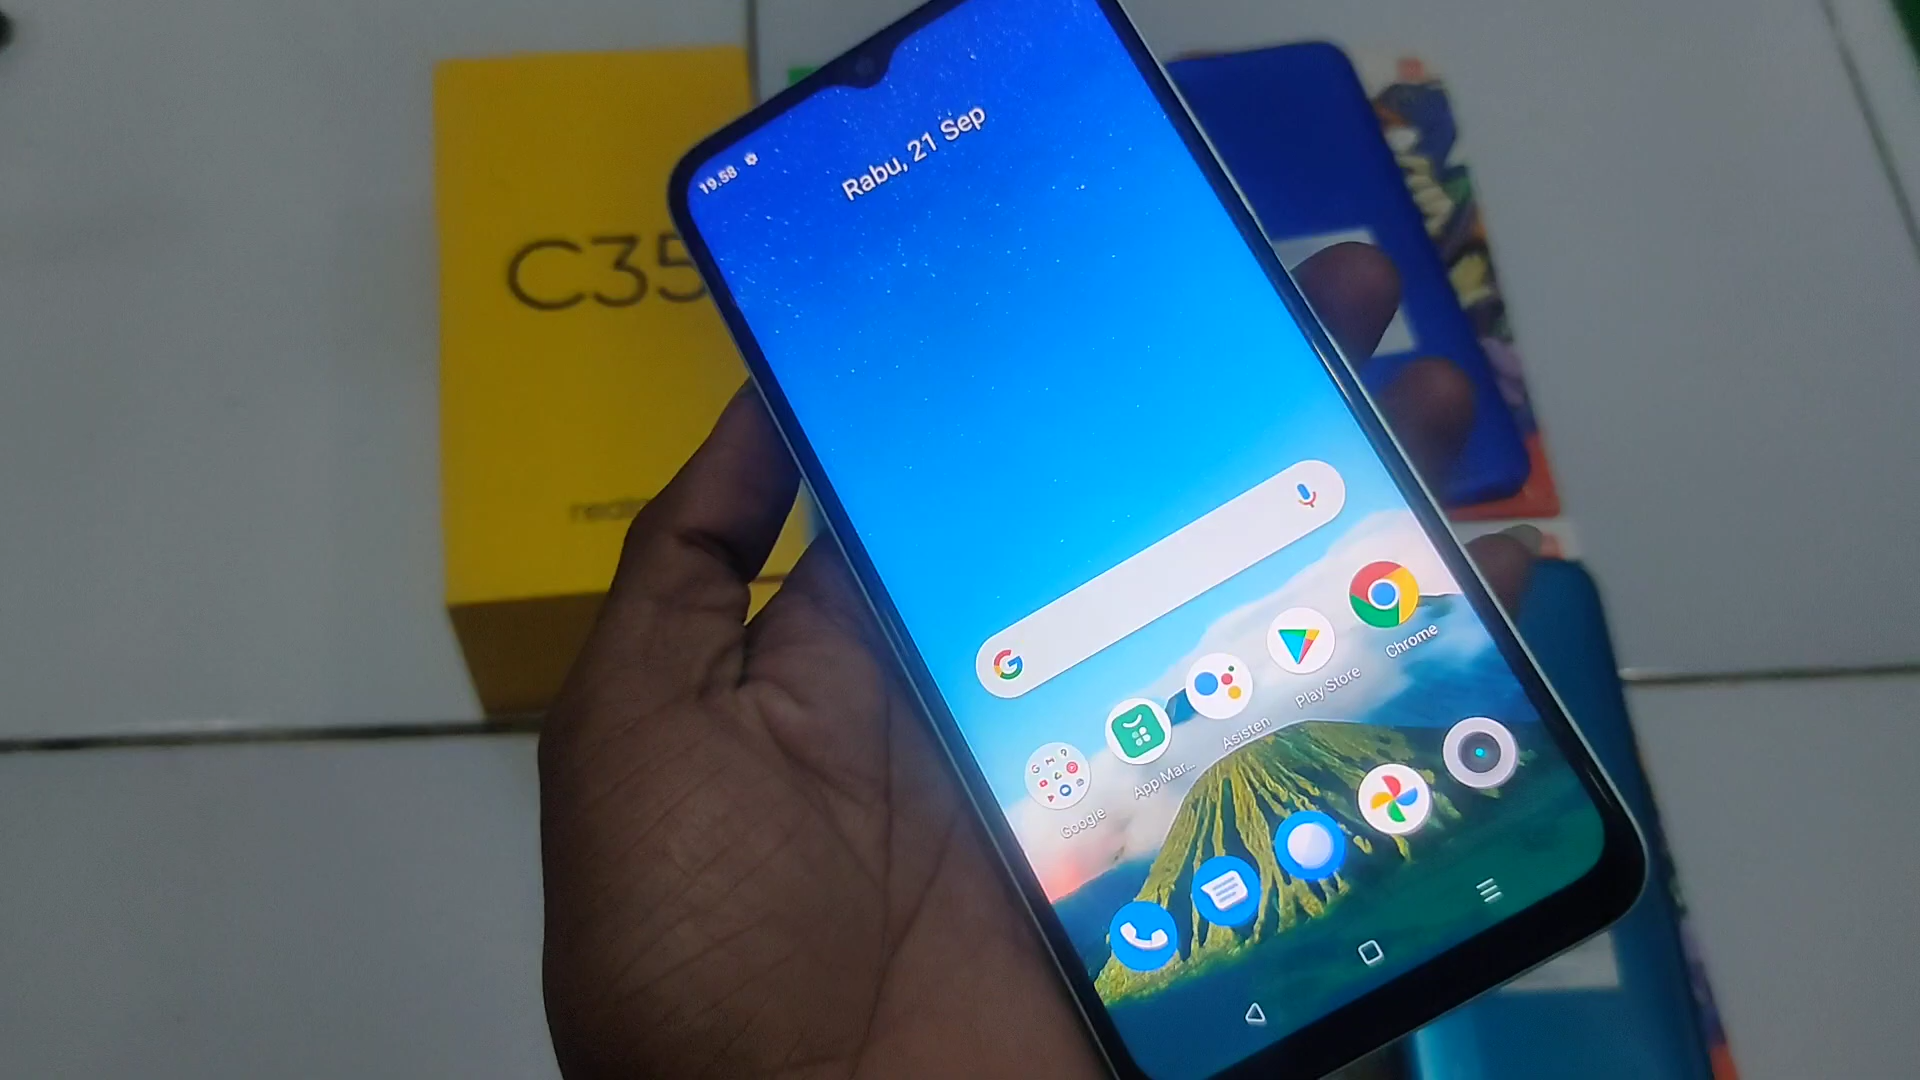 C35
19.58
Rabu, 21 Sep
Google
App Mar...
Asisten
Play Store
Chrome